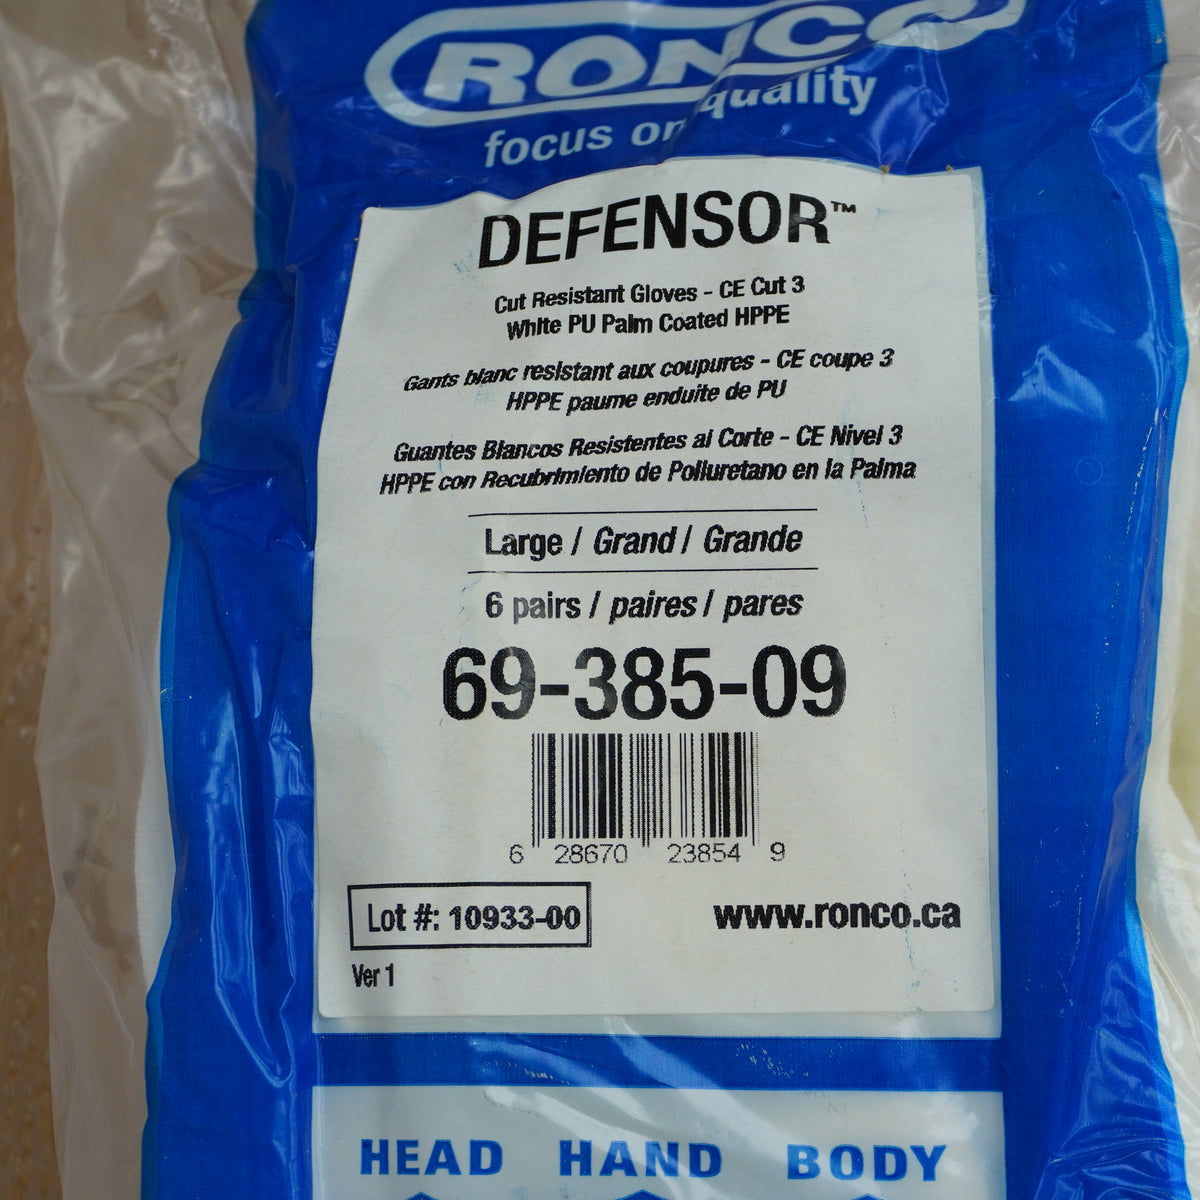 RONCO
focus on quality
DEFENSOR™
Cut Resistant Gloves - CE Cut 3
White PU Palm Coated HPPE
Gants blanc resistant aux coupures - CE coupe 3
HPPE paume enduite de PU
Guantes Blancos Resistentes al Corte - CE Nivel 3
HPPE con Recubrimiento de Poliuretano en la Palma
Large / Grand / Grande
6 pairs / paires / pares
69-385-09
6 28670 23854 9
Lot #: 10933-00
www.ronco.ca
Ver 1
HEAD HAND BODY